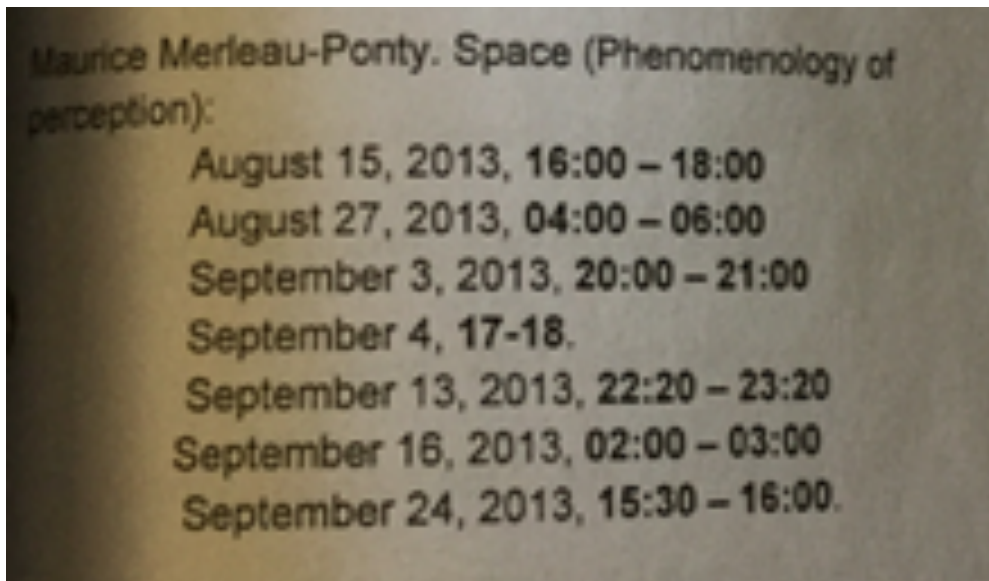 Maurice Merleau-Ponty. Space (Phenomenology of
perception):
August 15, 2013, 16:00 – 18:00
August 27, 2013, 04:00 – 06:00
September 3, 2013, 20:00 – 21:00
September 4, 17-18.
September 13, 2013, 22:20 – 23:20
September 16, 2013, 02:00 – 03:00
September 24, 2013, 15:30 – 16:00.